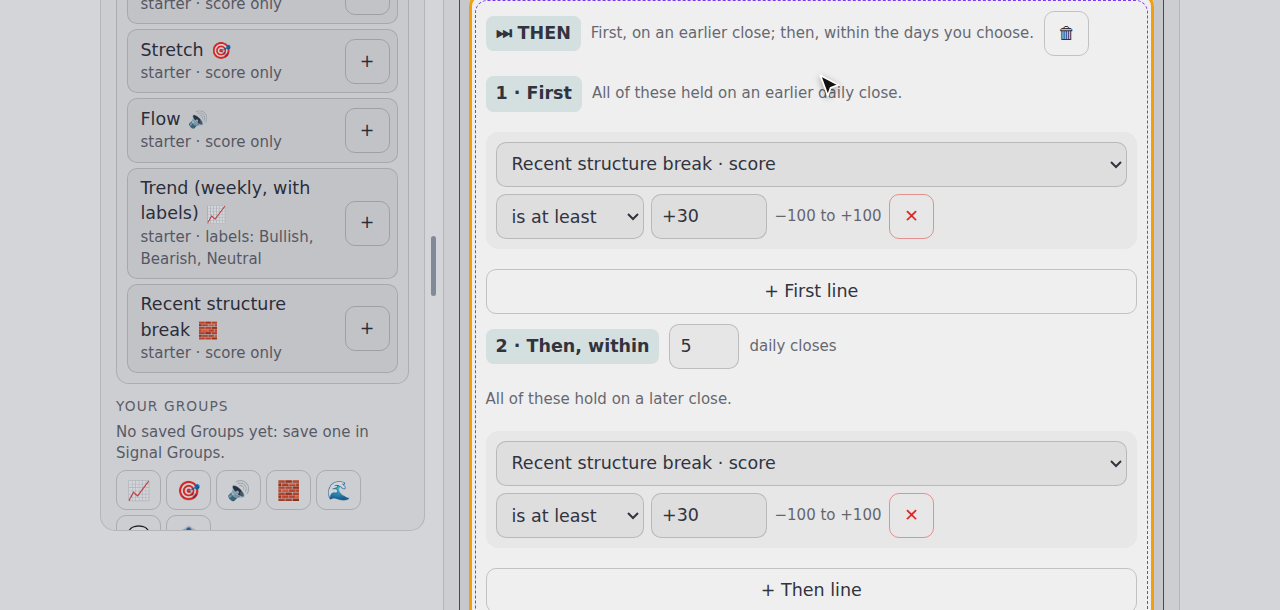 starter · score only
Stretch 🎯
starter · score only
+
Flow 🔊
starter · score only
+
Trend (weekly, with
labels) 📈
starter · labels: Bullish,
Bearish, Neutral
+
Recent structure
break 🧱
starter · score only
+
YOUR GROUPS
No saved Groups yet: save one in
Signal Groups.
⏭ THEN First, on an earlier close; then, within the days you choose.
1 · First All of these held on an earlier daily close.
Recent structure break · score
is at least +30 −100 to +100 ✕
+ First line
2 · Then, within 5 daily closes
All of these hold on a later close.
Recent structure break · score
is at least +30 −100 to +100 ✕
+ Then line